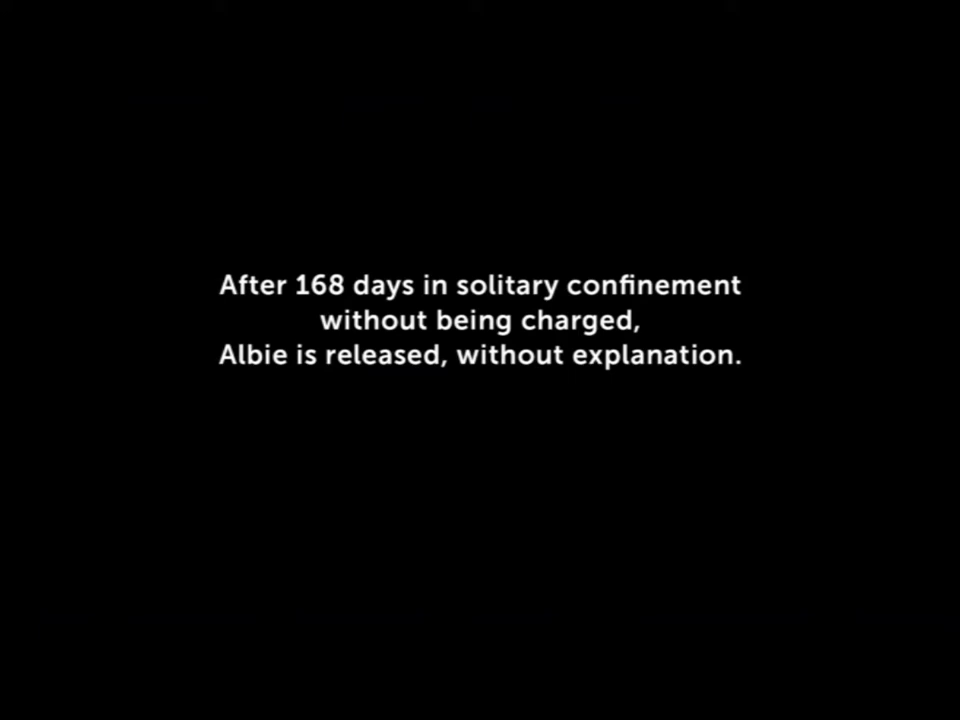 After 168 days in solitary confinement
without being charged,
Albie is released, without explanation.